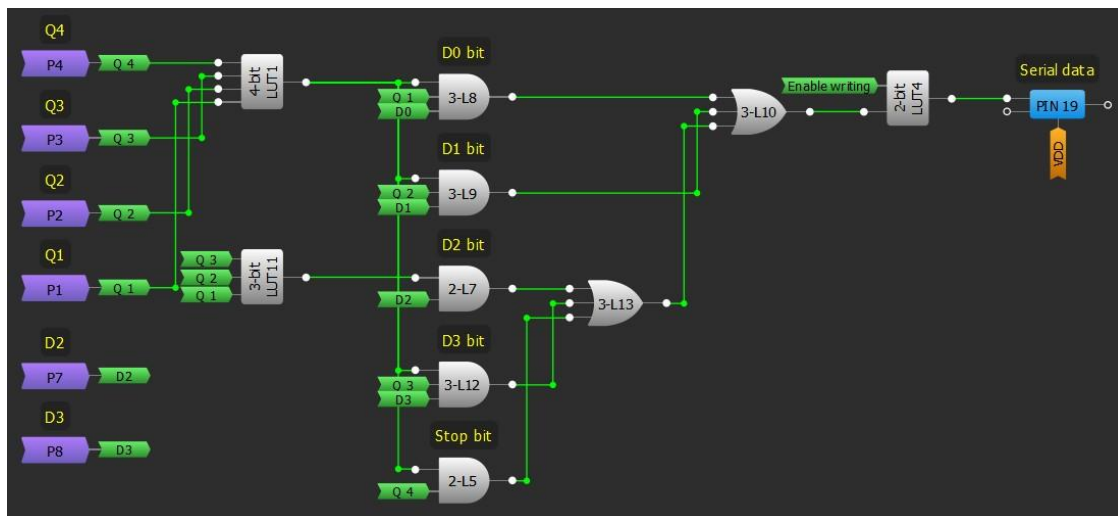 Q4
P4
Q 4
4-bit
LUT1
Q3
P3
Q 3
Q2
P2
Q 2
Q1
P1
Q 1
Q 3
Q 2
Q 1
3-bit
LUT11
D2
P7
D2
D3
P8
D3
D0 bit
Q 1
D0
3-L8
D1 bit
Q 2
D1
3-L9
D2 bit
D2
2-L7
D3 bit
Q 3
D3
3-L12
Stop bit
Q 4
2-L5
3-L13
3-L10
Enable writing
2-bit
LUT4
Serial data
PIN 19
VDD